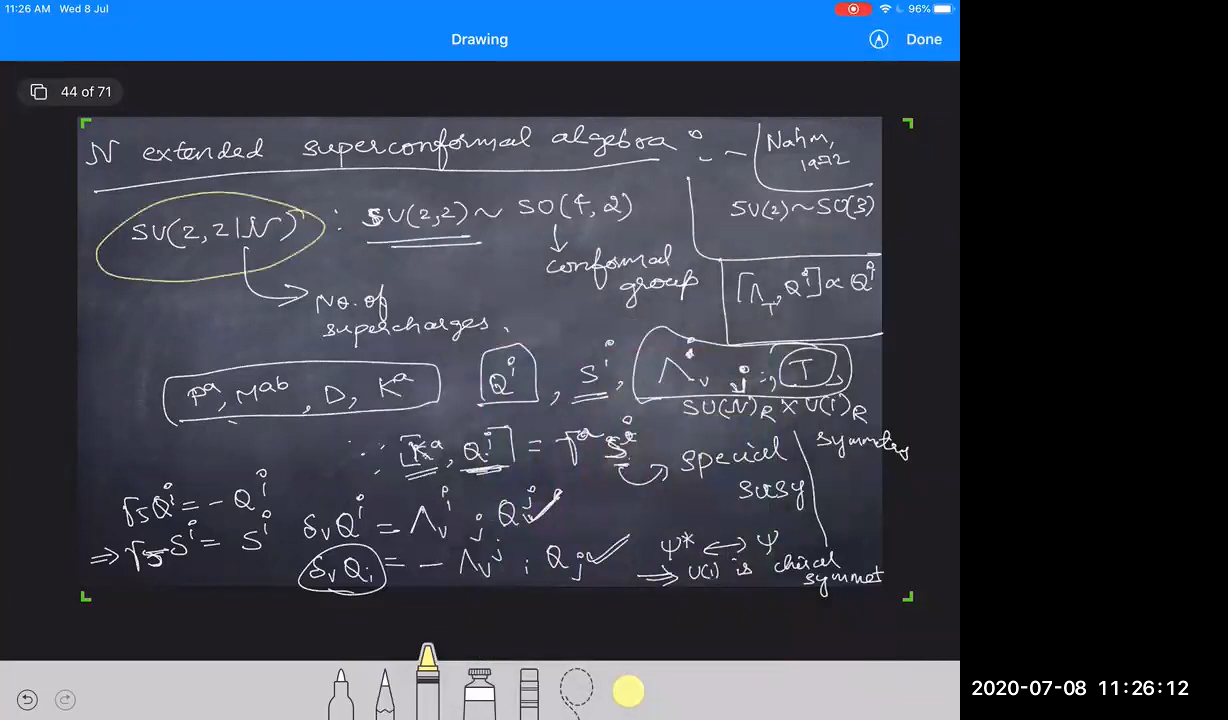 11:26 AM Wed 8 Jul
96%
Drawing
Done
44 of 71
N extended superconformal algebra :-
Nahm, 1972
SU(2,2|N) : SU(2,2) ~ SO(4,2)
SU(2) ~ SO(3)
conformal group
No. of supercharges.
[Λ_T, Q^i] ∝ Q^i
P^a, M^ab, D, K^a Q^i, S^i, Λ_V^i_j, T
SU(N)_R × U(1)_R symmetry
∵ [K^a, Q^i] = Γ^a S^i
special susy
γ5 Q^i = - Q^i
⇒ γ5 S^i = S^i
δ_V Q^i = Λ_V^i_j Q^j ✓
δ_V Q_i = - Λ_V^j_i Q_j ✓
ψ* ↔ ψ
⇒ U(1) is chiral symmet
2020-07-08 11:26:12